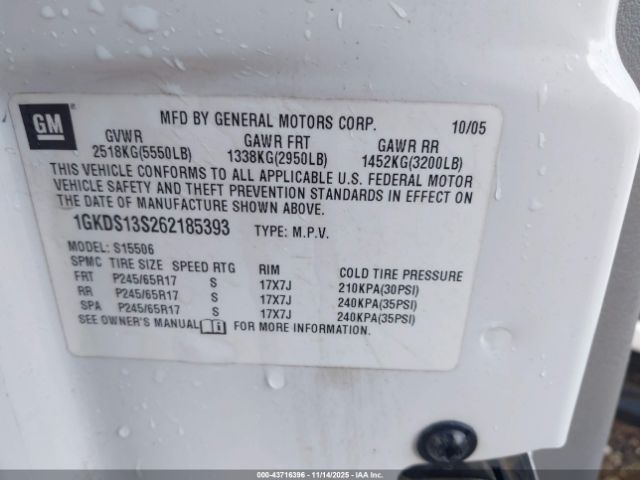 GM
MFD BY GENERAL MOTORS CORP. 10/05
GVWR GAWR FRT GAWR RR
2518KG(5550LB) 1338KG(2950LB) 1452KG(3200LB)
THIS VEHICLE CONFORMS TO ALL APPLICABLE U.S. FEDERAL MOTOR
VEHICLE SAFETY AND THEFT PREVENTION STANDARDS IN EFFECT ON
THE DATE OF MANUFACTURE SHOWN ABOVE.
1GKDS13S262185393 TYPE: M.P.V.
MODEL: S15506
SPMC TIRE SIZE SPEED RTG RIM COLD TIRE PRESSURE
FRT P245/65R17 S 17X7J 210KPA(30PSI)
RR P245/65R17 S 17X7J 240KPA(35PSI)
SPA P245/65R17 S 17X7J 240KPA(35PSI)
SEE OWNER'S MANUAL i FOR MORE INFORMATION.
00-43716396 - 11/14/2025 - IAA Inc.